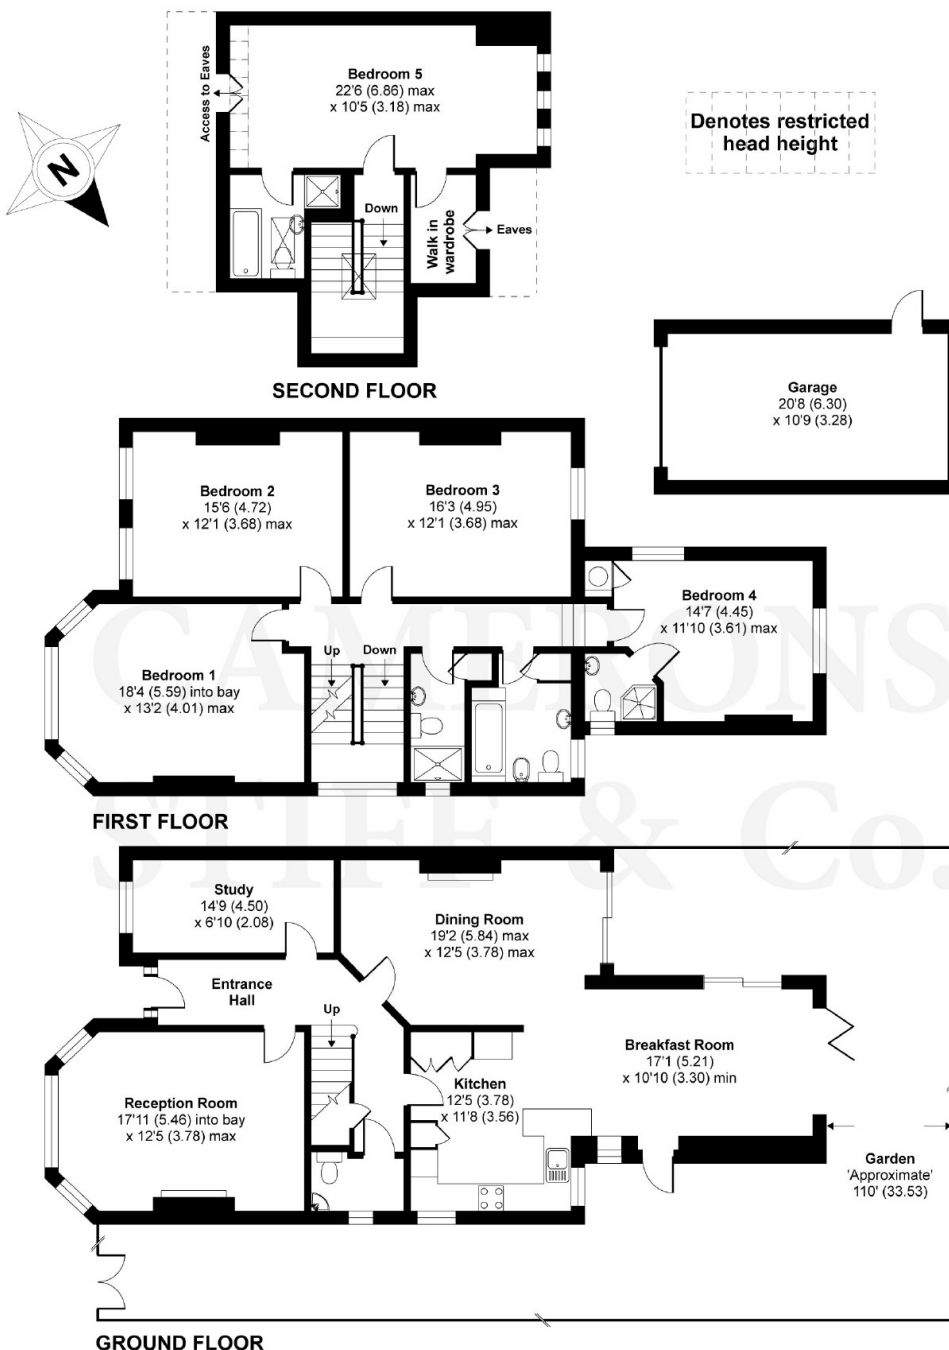 Access to Eaves
Bedroom 5
22'6 (6.86) max
x 10'5 (3.18) max
Denotes restricted
head height
N
Down
Walk in
wardrobe
Eaves
SECOND FLOOR
Garage
20'8 (6.30)
x 10'9 (3.28)
Bedroom 2
15'6 (4.72)
x 12'1 (3.68) max
Bedroom 3
16'3 (4.95)
x 12'1 (3.68) max
Bedroom 4
14'7 (4.45)
x 11'10 (3.61) max
Up
Down
Bedroom 1
18'4 (5.59) into bay
x 13'2 (4.01) max
CAMERONS
STIFF & Co.
FIRST FLOOR
Study
14'9 (4.50)
x 6'10 (2.08)
Dining Room
19'2 (5.84) max
x 12'5 (3.78) max
Entrance
Hall
Up
Breakfast Room
17'1 (5.21)
x 10'10 (3.30) min
Kitchen
12'5 (3.78)
x 11'8 (3.56)
Reception Room
17'11 (5.46) into bay
x 12'5 (3.78) max
Garden
'Approximate'
110' (33.53)
GROUND FLOOR